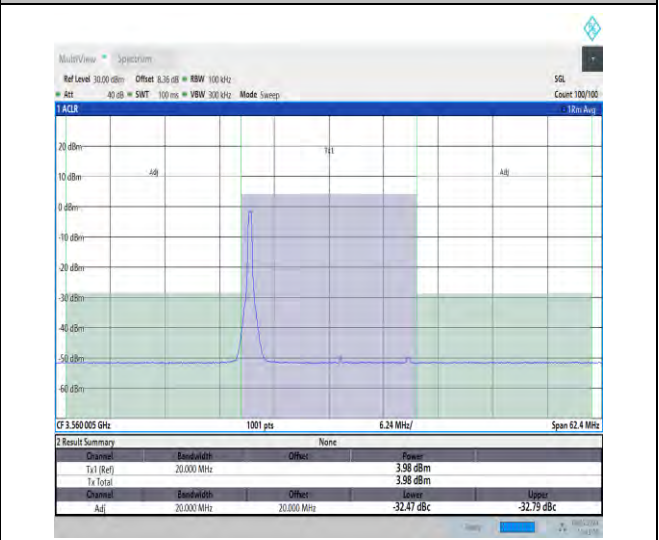 MultiView Spectrum
Ref Level 30.00 dBm Offset 8.36 dB RBW 100 kHz SGL
Att 40 dB SWT 100 ms VBW 300 kHz Mode Sweep Count 100/100
1 ACLR 1Rm Avg
20 dBm
Tx1
Adj Adj
10 dBm
0 dBm
-10 dBm
-20 dBm
-30 dBm
-40 dBm
-50 dBm
-60 dBm
CF 3.560 005 GHz 1001 pts 6.24 MHz/ Span 62.4 MHz
2 Result Summary None
Channel Bandwidth Offset Power
Tx1 (Ref) 20.000 MHz 3.98 dBm
Tx Total 3.98 dBm
Channel Bandwidth Offset Lower Upper
Adj 20.000 MHz 20.000 MHz -32.47 dBc -32.79 dBc